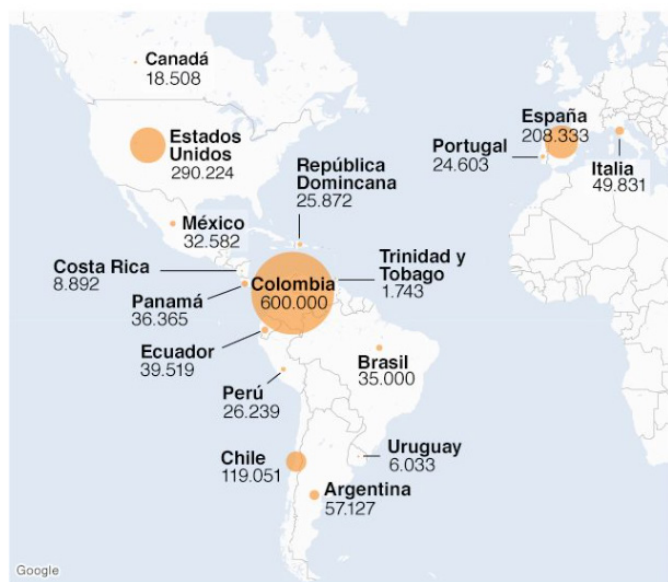 Canadá
18.508
Estados
Unidos
290.224
España
208.333
Portugal
24.603
Italia
49.831
República
Domincana
25.872
México
32.582
Costa Rica
8.892
Panamá
36.365
Colombia
600.000
Trinidad y
Tobago
1.743
Ecuador
39.519
Brasil
35.000
Perú
26.239
Chile
119.051
Uruguay
6.033
Argentina
57.127
Google